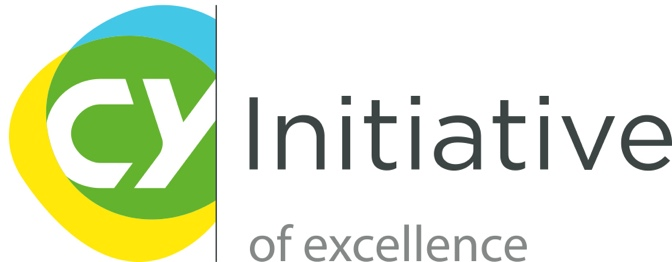 CY
Initiative
of excellence